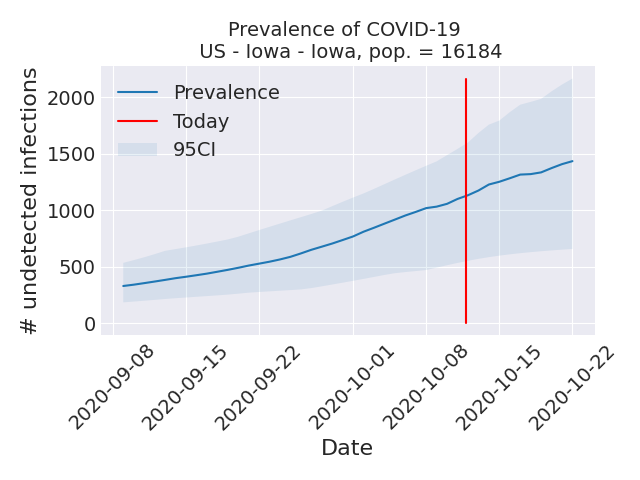 Prevalence of COVID-19
US - Iowa - Iowa, pop. = 16184
# undetected infections
2000
1500
1000
500
0
Prevalence
Today
95CI
2020-09-08
2020-09-15
2020-09-22
2020-10-01
2020-10-08
2020-10-15
2020-10-22
Date